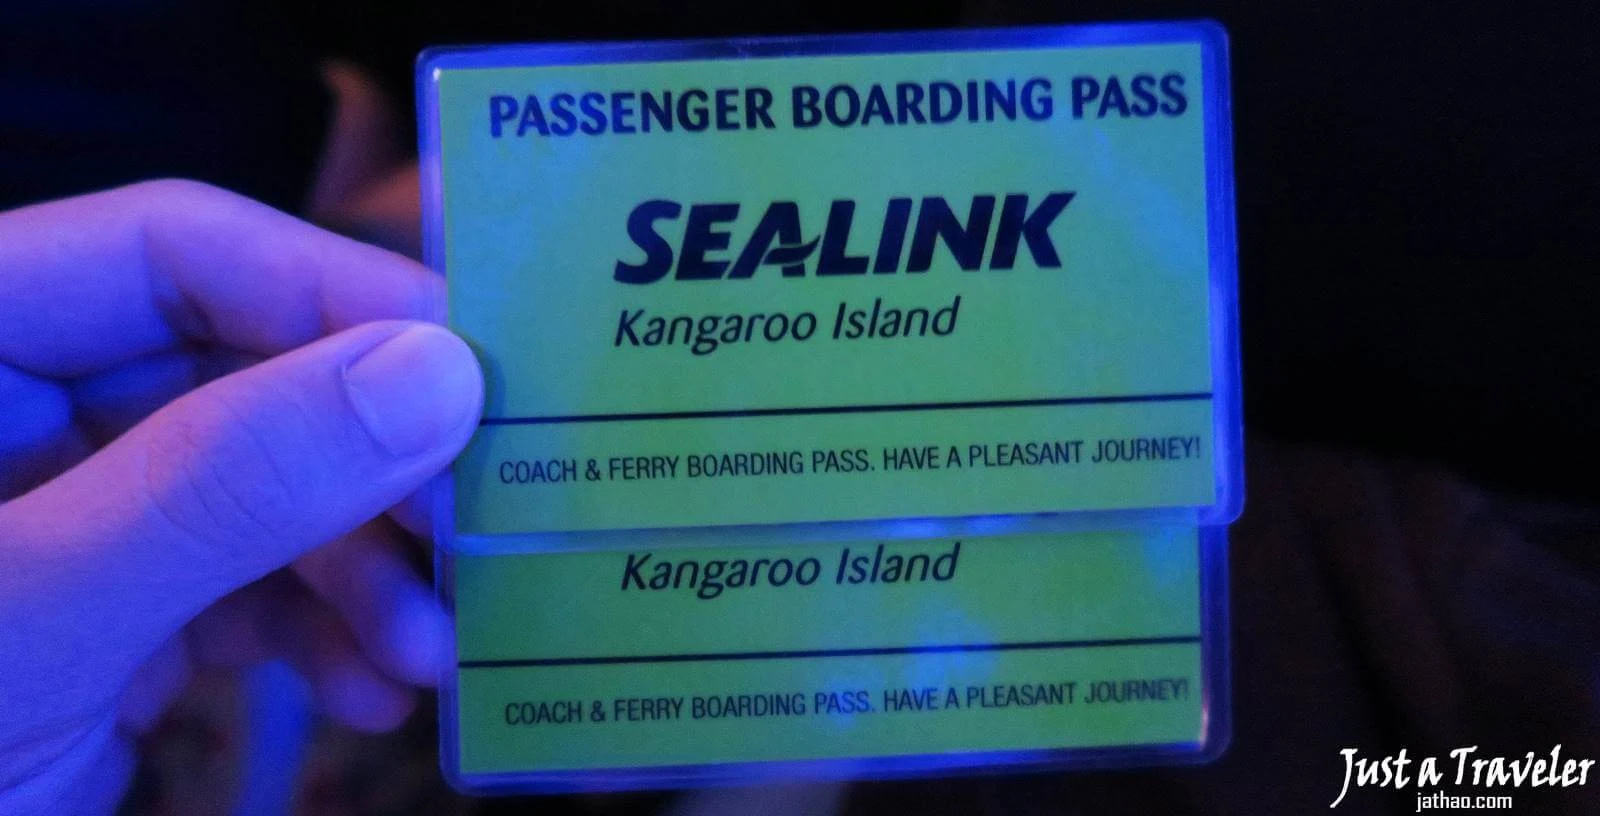 PASSENGER BOARDING PASS
SEALINK
Kangaroo Island
COACH & FERRY BOARDING PASS. HAVE A PLEASANT JOURNEY!
Kangaroo Island
COACH & FERRY BOARDING PASS. HAVE A PLEASANT JOURNEY!
Just a Traveler
jathao.com